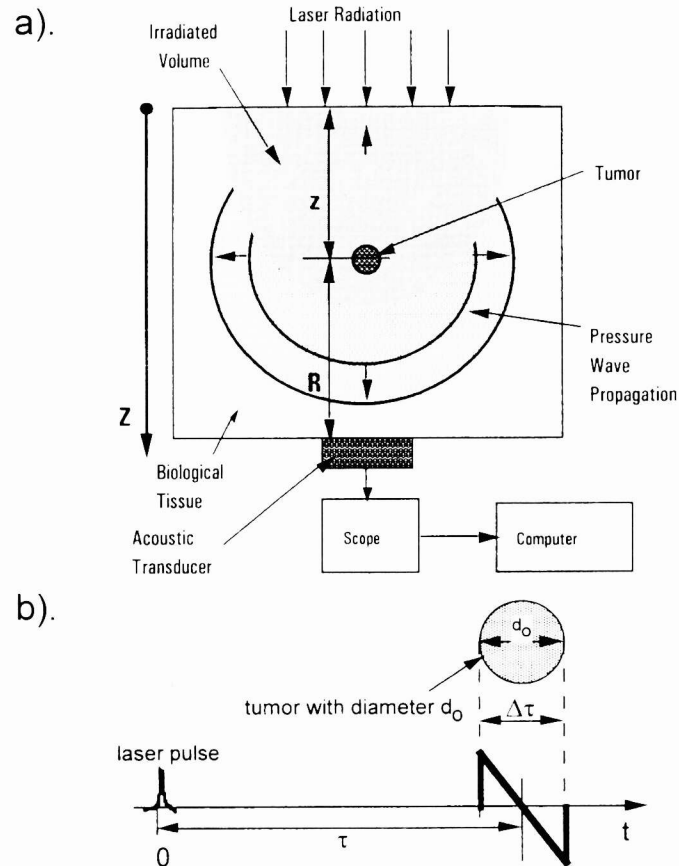 a).
Laser Radiation
Irradiated
Volume
Tumor
z
R
Z
Pressure
Wave
Propagation
Biological
Tissue
Acoustic
Transducer
Scope
Computer
b).
d₀
tumor with diameter d₀
Δτ
laser pulse
τ
0
t